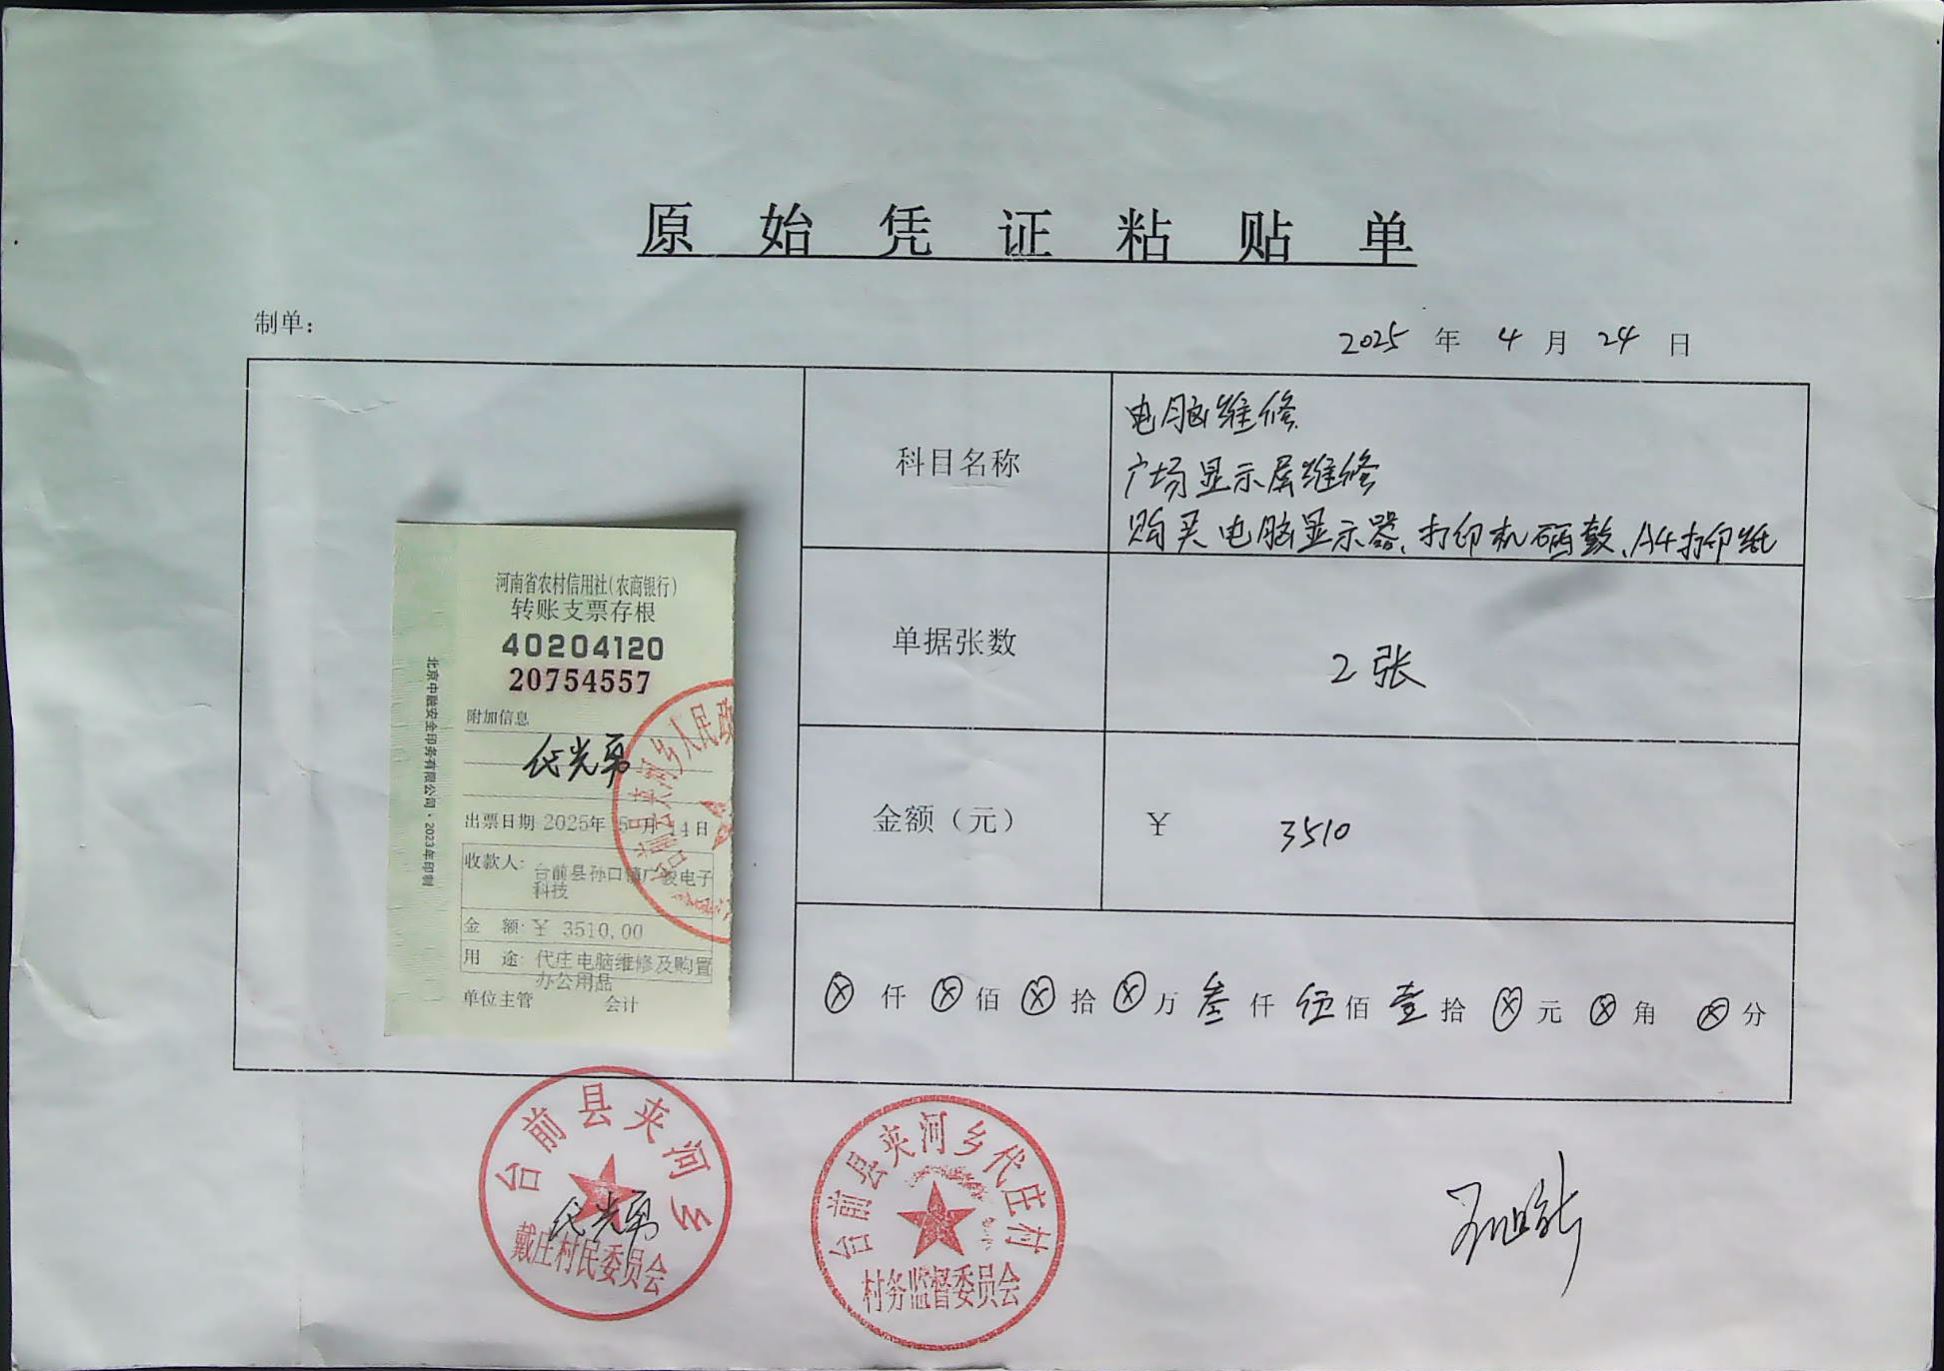 原始凭证粘贴单
制单：
2025 年 4 月 24 日
科目名称
电脑维修
广场显示屏维修
购买电脑显示器、打印机硒鼓、A4打印纸
单据张数
2张
金额（元）
￥ 3510
ⓧ 仟 ⓧ 佰 ⓧ 拾 ⓧ 万 叁 仟 伍 佰 壹 拾 ⓧ 元 ⓧ 角 ⓧ 分
河南省农村信用社(农商银行)
转账支票存根
40204120
20754557
附加信息
出票日期 2025年 5月 14日
收款人: 台前县孙口镇广骏电子
科技
金 额: ￥ 3510.00
用 途: 代庄电脑维修及购置
办公用品
单位主管 会计
北京中融安全印务有限公司·2023年印制
台前县夹河乡
戴庄村民委员会
台前县夹河乡代庄村
村务监督委员会